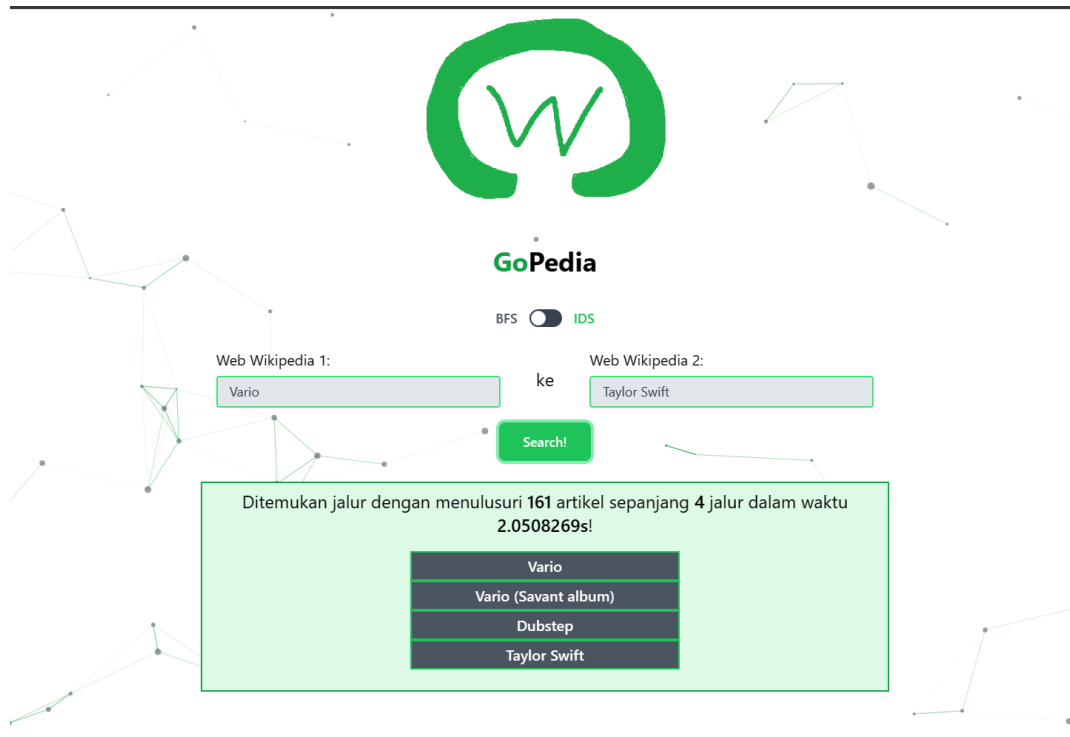 W
GoPedia
BFS IDS
Web Wikipedia 1:
Vario
ke
Web Wikipedia 2:
Taylor Swift
Search!
Ditemukan jalur dengan menulusuri 161 artikel sepanjang 4 jalur dalam waktu
2.0508269s!
Vario
Vario (Savant album)
Dubstep
Taylor Swift